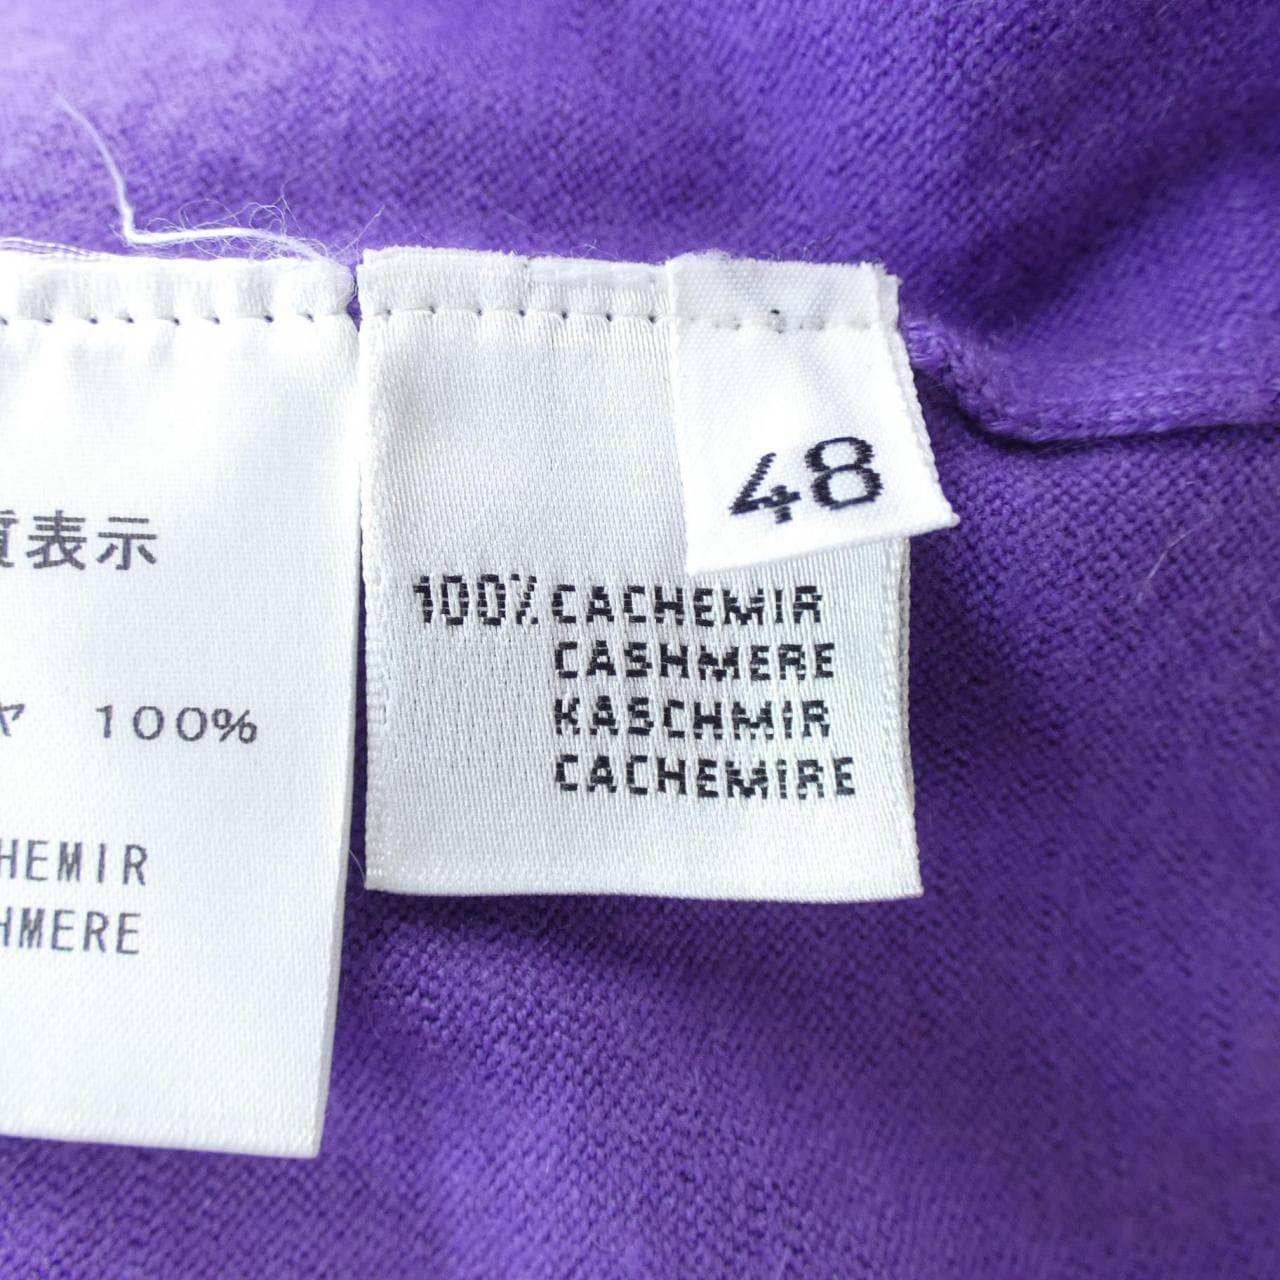 質表示
ヤ 100%
HEMIR
HMERE
48
100% CACHEMIR
CASHMERE
KASCHMIR
CACHEMIRE